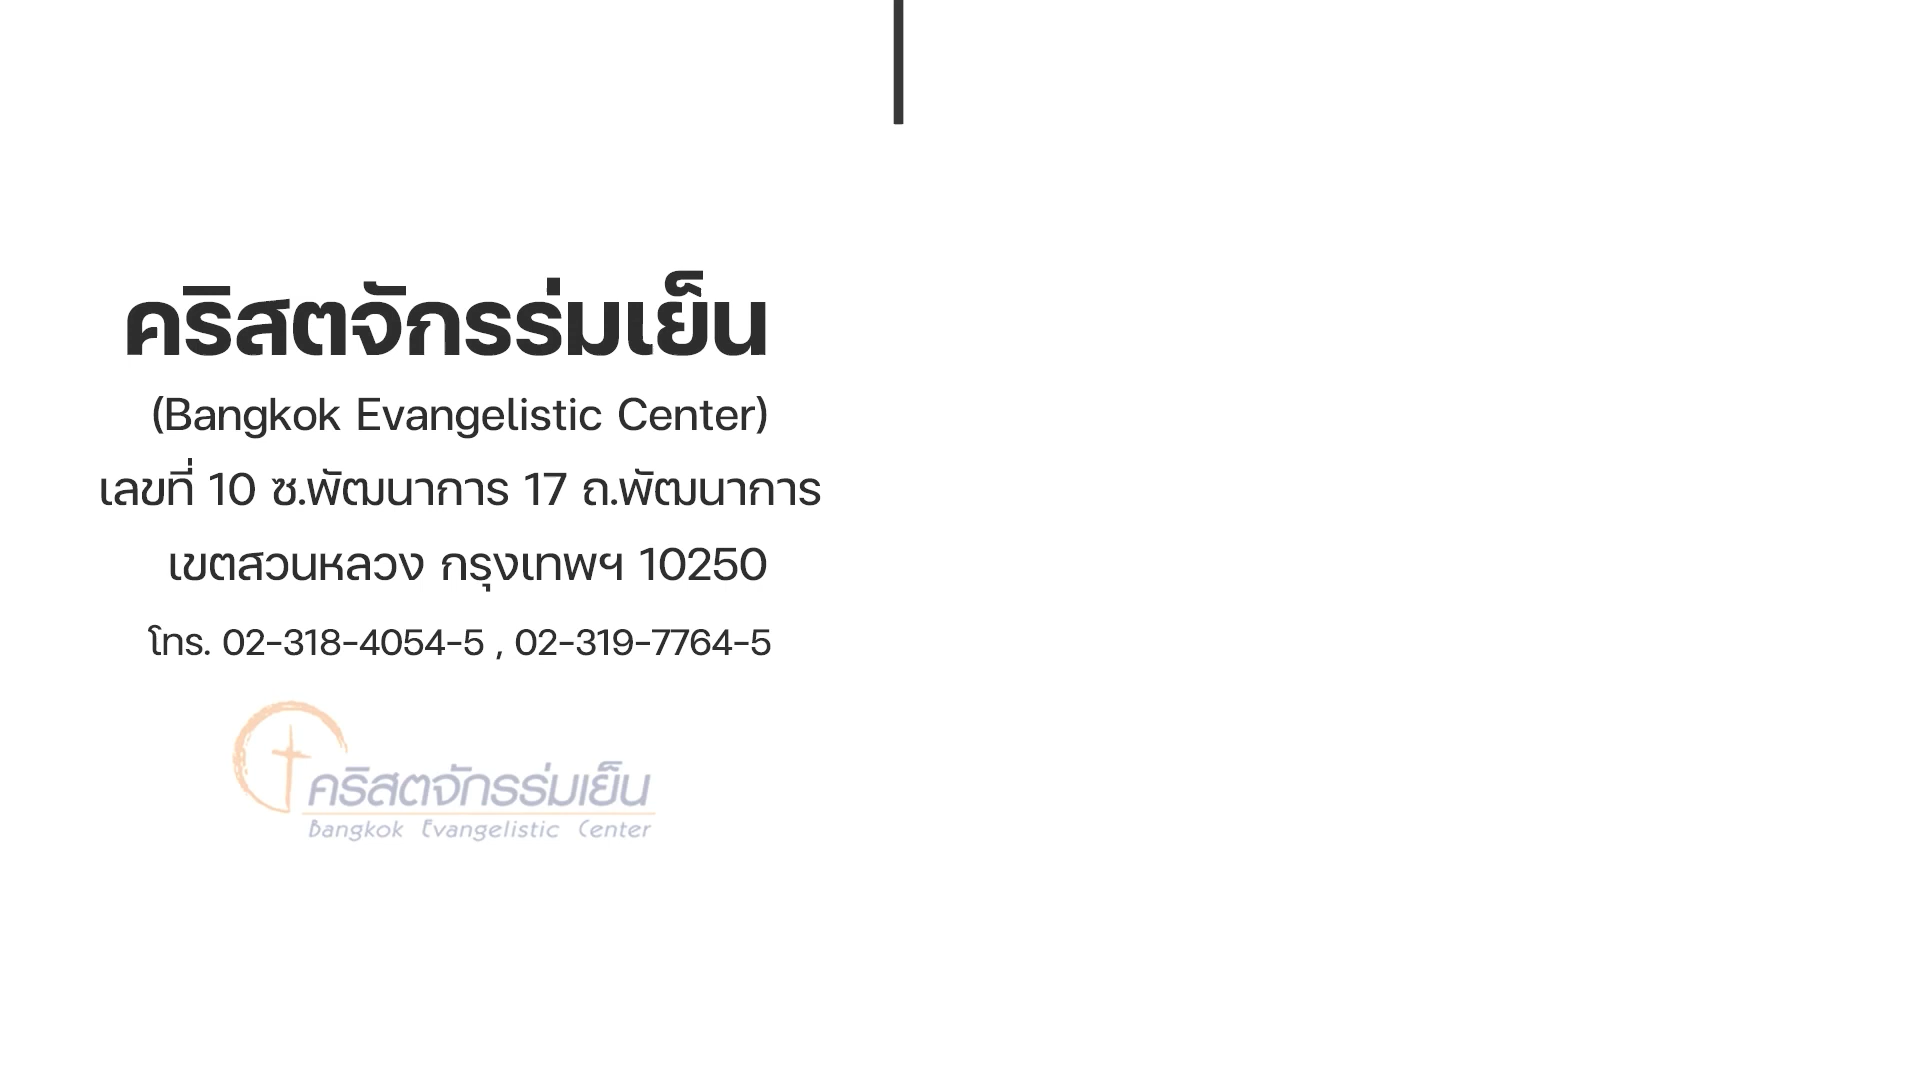 คริสตจักรร่มเย็น
(Bangkok Evangelistic Center)
เลขที่ 10 ซ.พัฒนาการ 17 ถ.พัฒนาการ
เขตสวนหลวง กรุงเทพฯ 10250
โทร. 02-318-4054-5 , 02-319-7764-5
คริสตจักรร่มเย็น
Bangkok Evangelistic Center